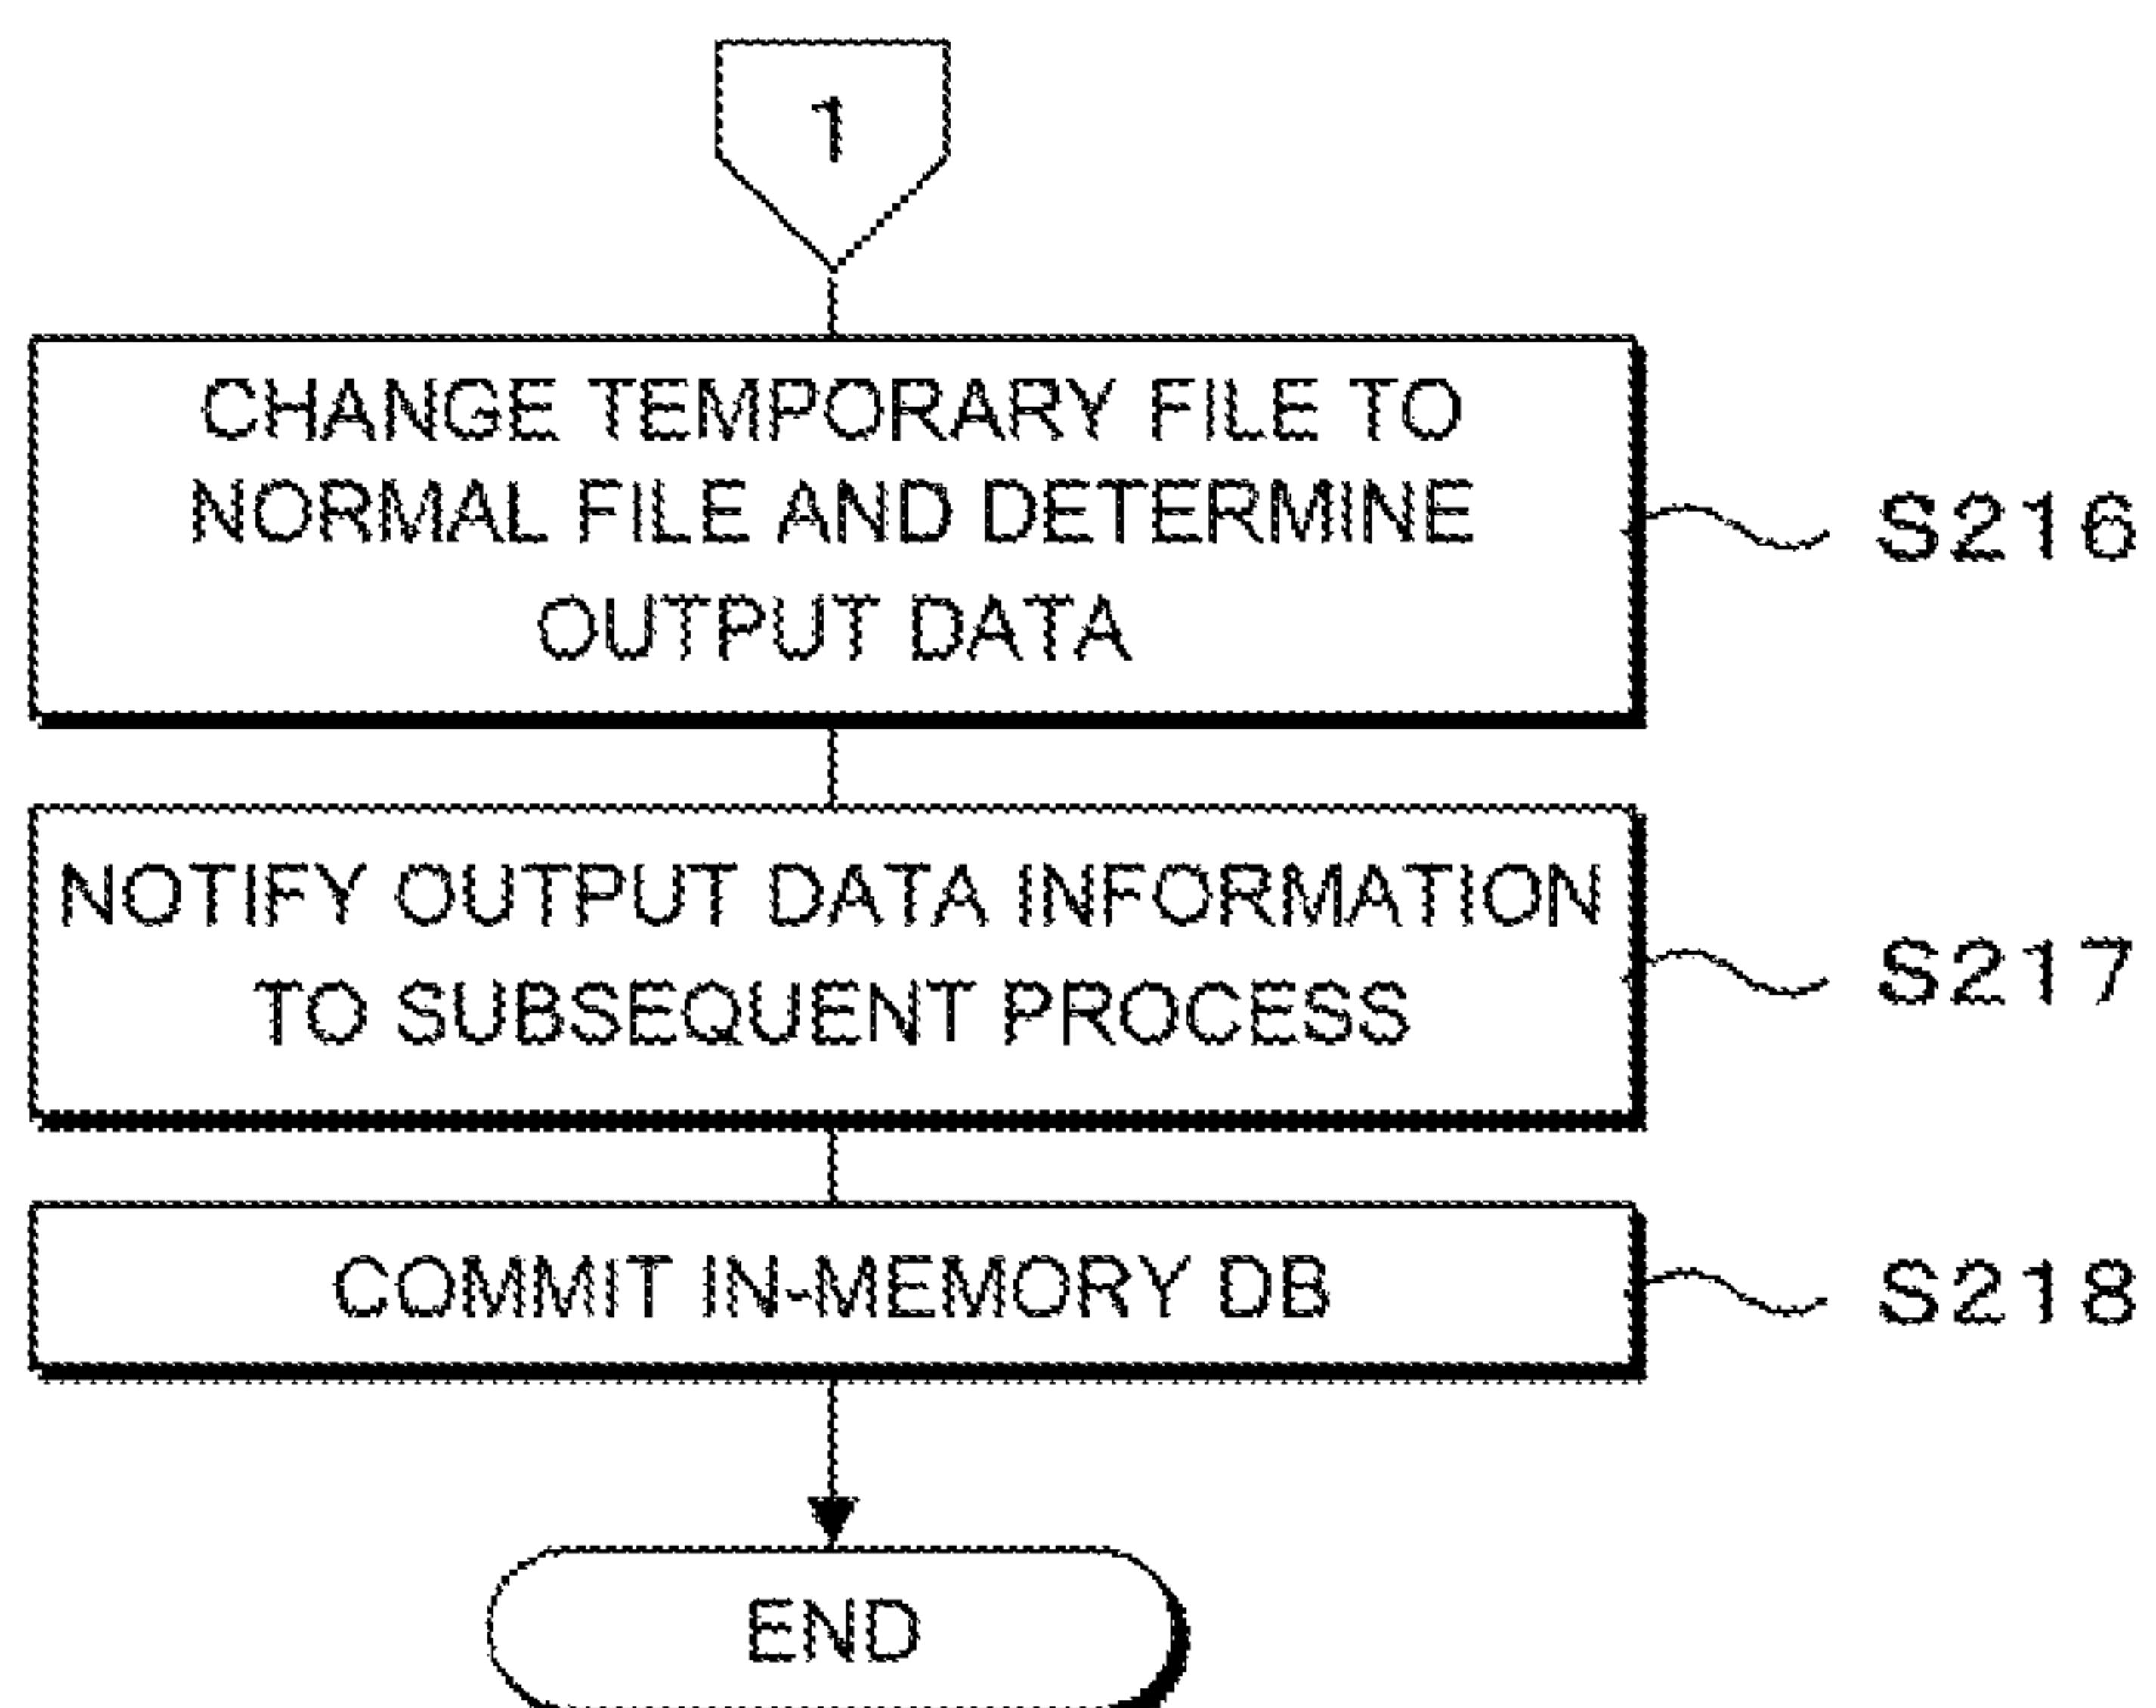 1
CHANGE TEMPORARY FILE TO
NORMAL FILE AND DETERMINE
OUTPUT DATA
S216
NOTIFY OUTPUT DATA INFORMATION
TO SUBSEQUENT PROCESS
S217
COMMIT IN-MEMORY DB
S218
END